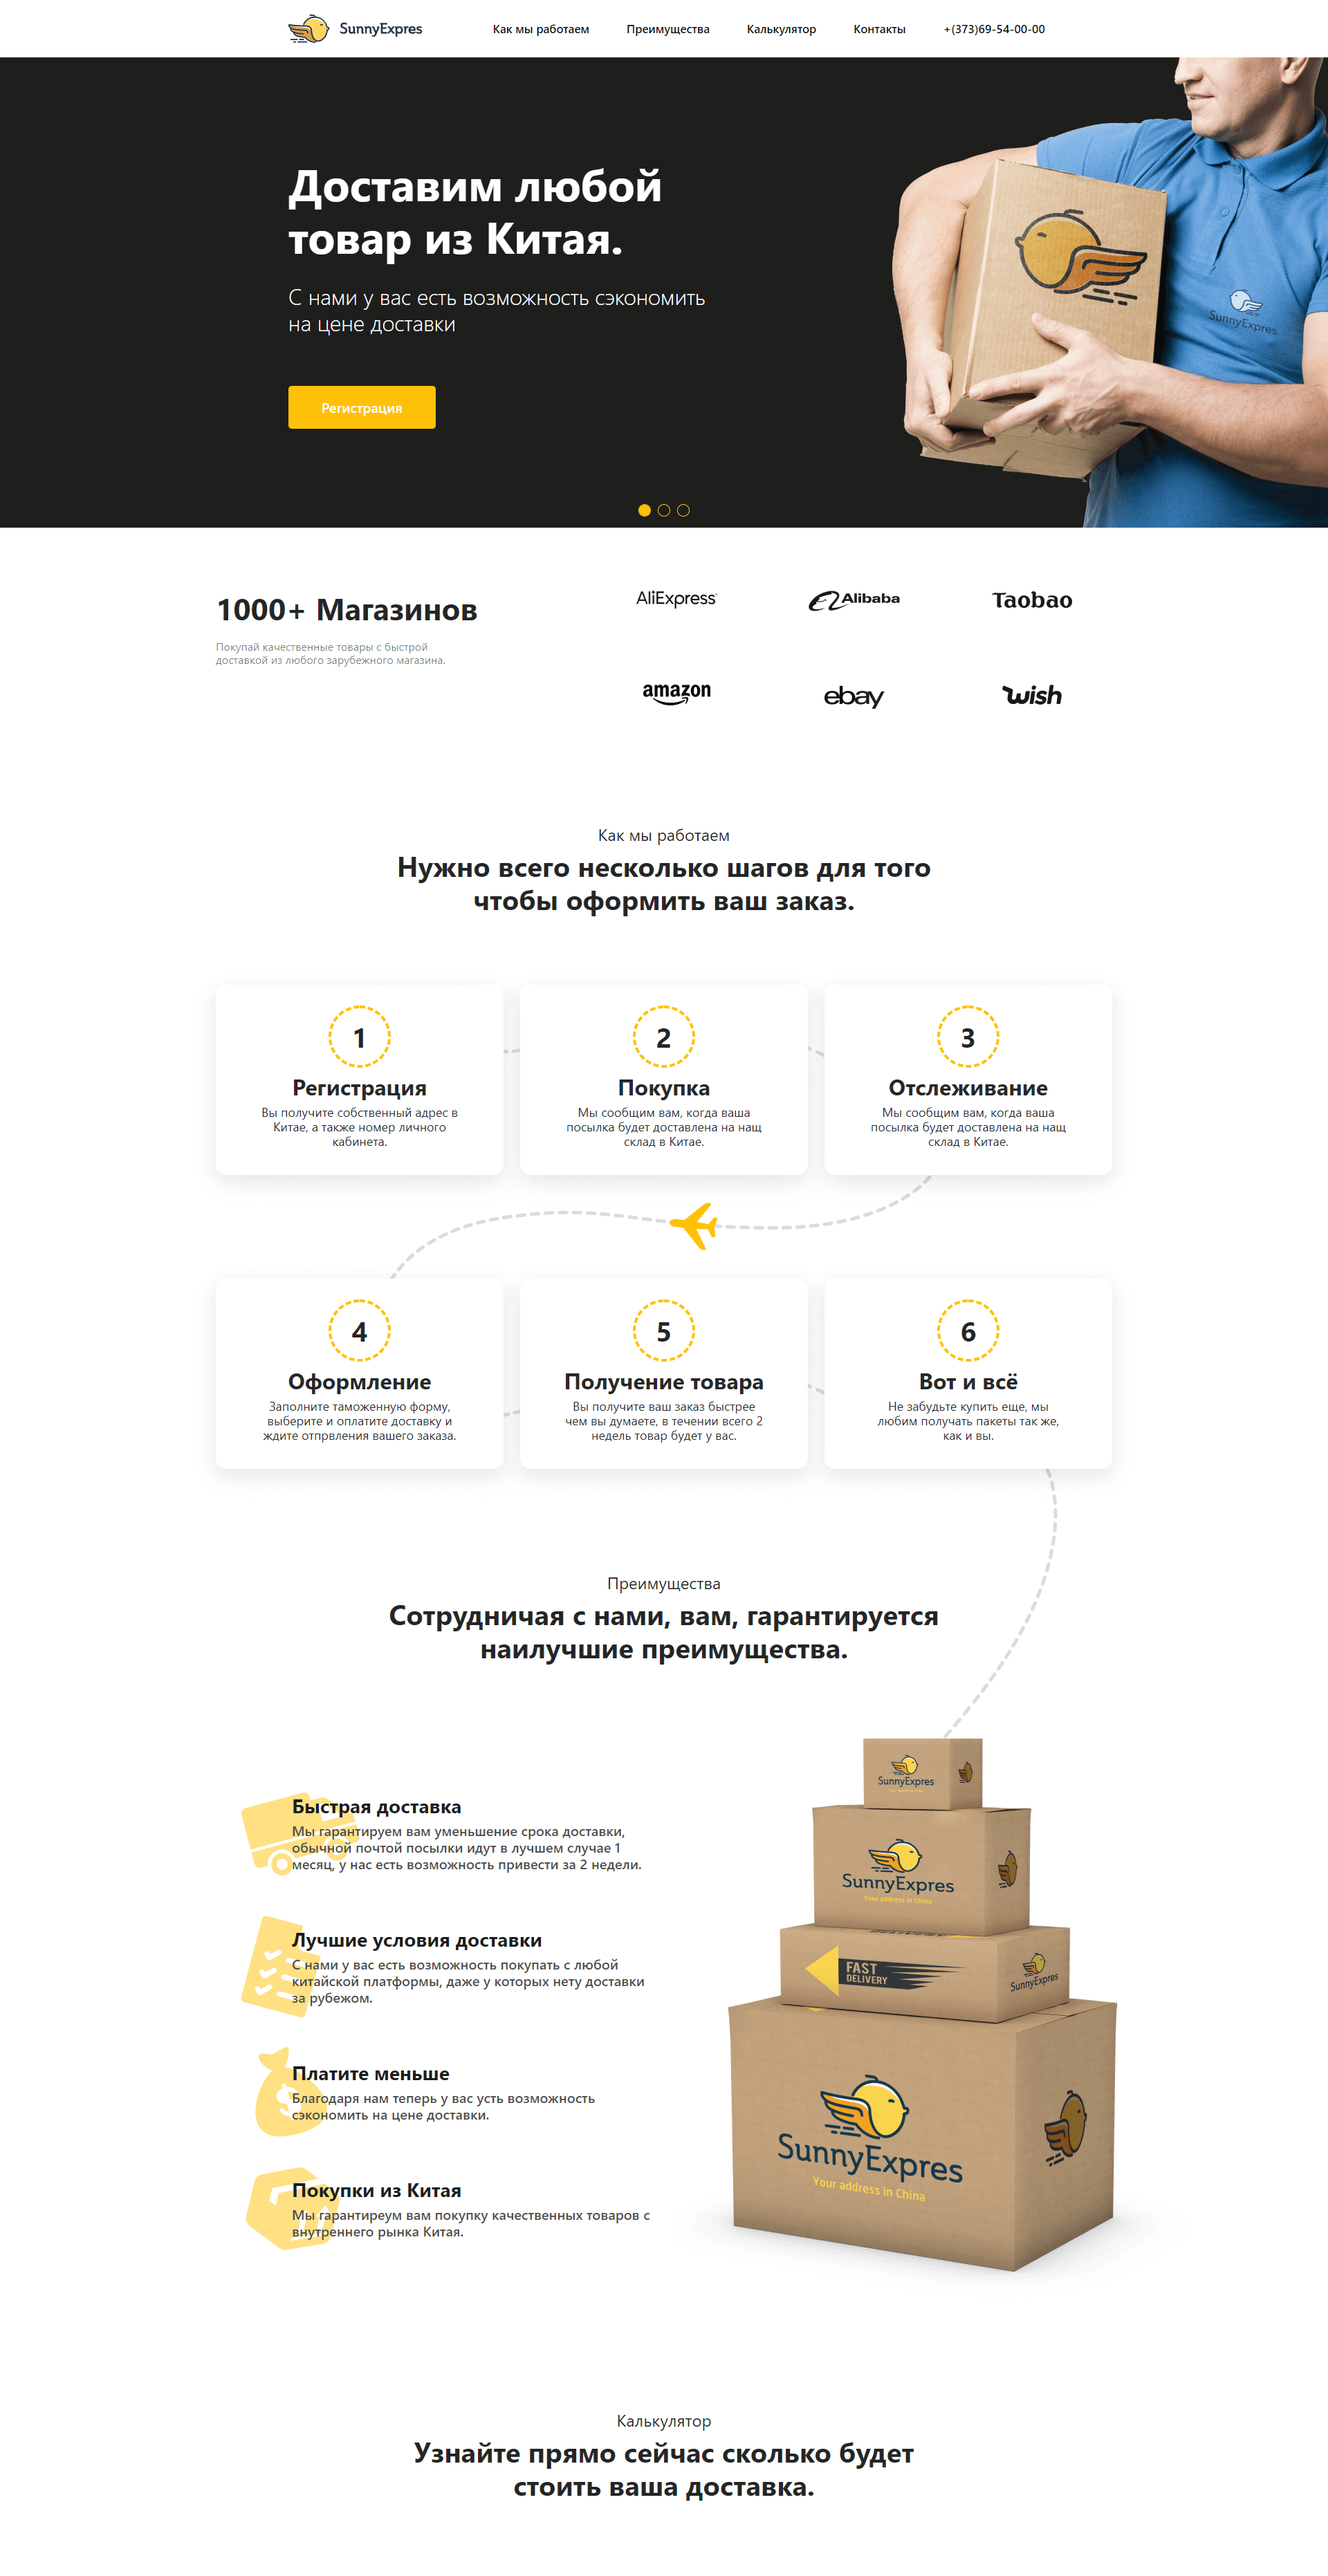 SunnyExpres
Как мы работаем
Преимущества
Калькулятор
Контакты
+(373)69-54-00-00
Доставим любой
товар из Китая.
С нами у вас есть возможность сэкономить
на цене доставки
Регистрация
SunnyExpres
1000+ Магазинов
Покупай качественные товары с быстрой
доставкой из любого зарубежного магазина.
AliExpress
Alibaba
Taobao
amazon
ebay
wish
Как мы работаем
Нужно всего несколько шагов для того
чтобы оформить ваш заказ.
1
Регистрация
Вы получите собственный адрес в
Китае, а также номер личного
кабинета.
2
Покупка
Мы сообщим вам, когда ваша
посылка будет доставлена на нащ
склад в Китае.
3
Отслеживание
Мы сообщим вам, когда ваша
посылка будет доставлена на нащ
склад в Китае.
4
Оформление
Заполните таможенную форму,
выберите и оплатите доставку и
ждите отпрвления вашего заказа.
5
Получение товара
Вы получите ваш заказ быстрее
чем вы думаете, в течении всего 2
недель товар будет у вас.
6
Вот и всё
Не забудьте купить еще, мы
любим получать пакеты так же,
как и вы.
Преимущества
Сотрудничая с нами, вам, гарантируется
наилучшие преимущества.
Быстрая доставка
Мы гарантируем вам уменьшение срока доставки,
обычной почтой посылки идут в лучшем случае 1
месяц, у нас есть возможность привести за 2 недели.
Лучшие условия доставки
С нами у вас есть возможность покупать с любой
китайской платформы, даже у которых нету доставки
за рубежом.
Платите меньше
Благодаря нам теперь у вас усть возможность
сэкономить на цене доставки.
Покупки из Китая
Мы гарантиреум вам покупку качественных товаров с
внутреннего рынка Китая.
SunnyExpres
Your address in China
SunnyExpres
Your address in China
DELIVERY
FAST
DELIVERY
SunnyExpres
SunnyExpres
Your address in China
Калькулятор
Узнайте прямо сейчас сколько будет
стоить ваша доставка.